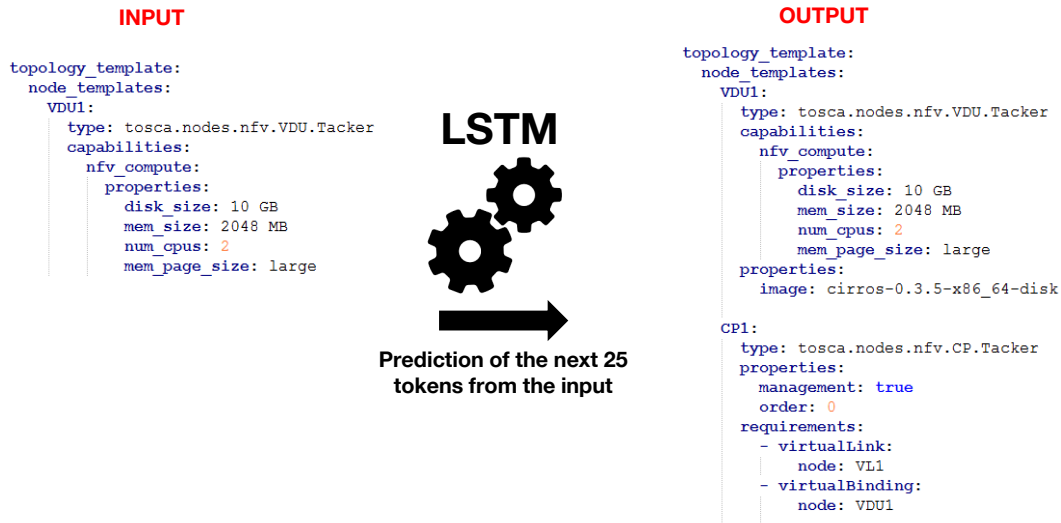 INPUT
topology_template:
  node_templates:
    VDU1:
      type: tosca.nodes.nfv.VDU.Tacker
      capabilities:
        nfv_compute:
          properties:
            disk_size: 10 GB
            mem_size: 2048 MB
            num_cpus: 2
            mem_page_size: large
LSTM
Prediction of the next 25
tokens from the input
OUTPUT
topology_template:
  node_templates:
    VDU1:
      type: tosca.nodes.nfv.VDU.Tacker
      capabilities:
        nfv_compute:
          properties:
            disk_size: 10 GB
            mem_size: 2048 MB
            num_cpus: 2
            mem_page_size: large
      properties:
        image: cirros-0.3.5-x86_64-disk
    CP1:
      type: tosca.nodes.nfv.CP.Tacker
      properties:
        management: true
        order: 0
      requirements:
        - virtualLink:
            node: VL1
        - virtualBinding:
            node: VDU1